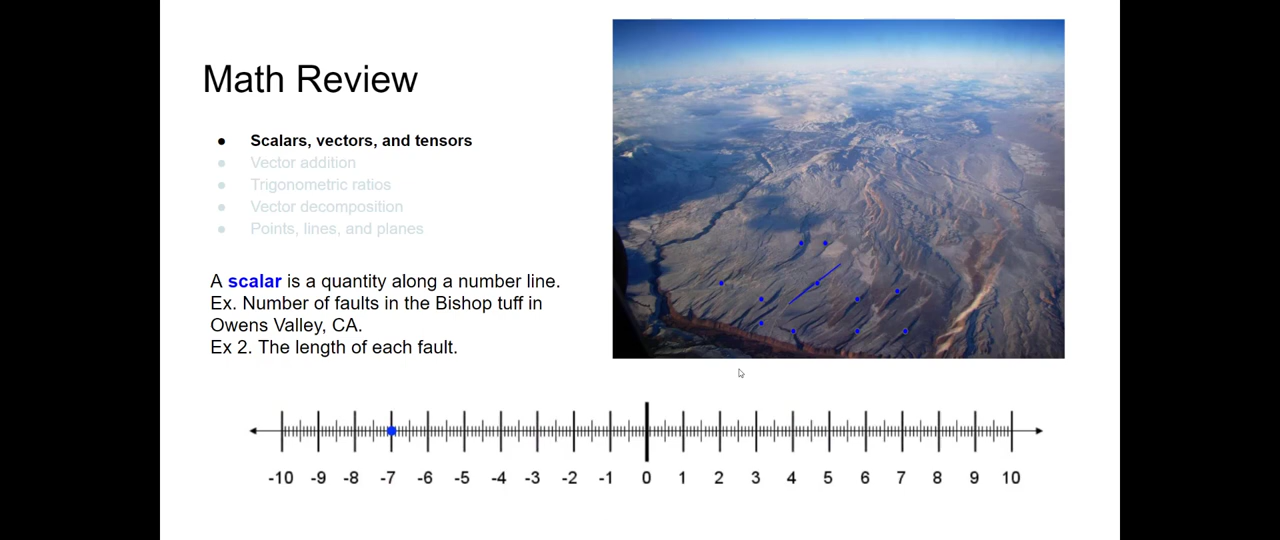 Math Review
● Scalars, vectors, and tensors
● Vector addition
● Trigonometric ratios
● Vector decomposition
● Points, lines, and planes
A scalar is a quantity along a number line.
Ex. Number of faults in the Bishop tuff in
Owens Valley, CA.
Ex 2. The length of each fault.
-10 -9 -8 -7 -6 -5 -4 -3 -2 -1 0 1 2 3 4 5 6 7 8 9 10